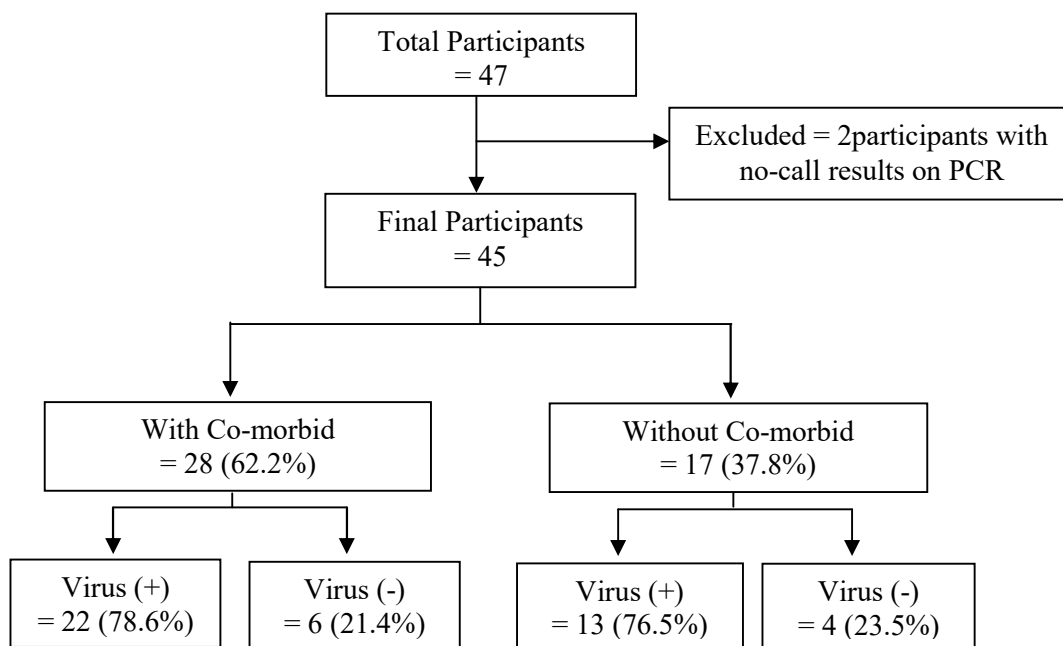 Total Participants
= 47
Excluded = 2participants with
no-call results on PCR
Final Participants
= 45
With Co-morbid
= 28 (62.2%)
Without Co-morbid
= 17 (37.8%)
Virus (+)
= 22 (78.6%)
Virus (-)
= 6 (21.4%)
Virus (+)
= 13 (76.5%)
Virus (-)
= 4 (23.5%)